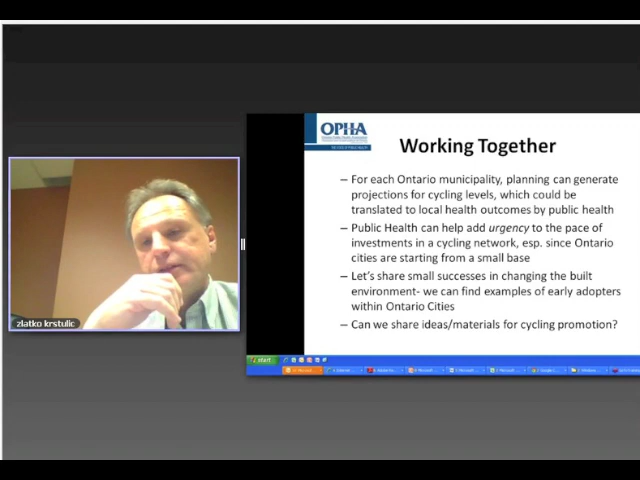 OPHA
Working Together
– For each Ontario municipality, planning can generate
projections for cycling levels, which could be
translated to local health outcomes by public health
– Public Health can help add urgency to the pace of
investments in a cycling network, esp. since Ontario
cities are starting from a small base
– Let's share small successes in changing the built
environment- we can find examples of early adopters
within Ontario Cities
– Can we share ideas/materials for cycling promotion?
zlatko krstulic
start